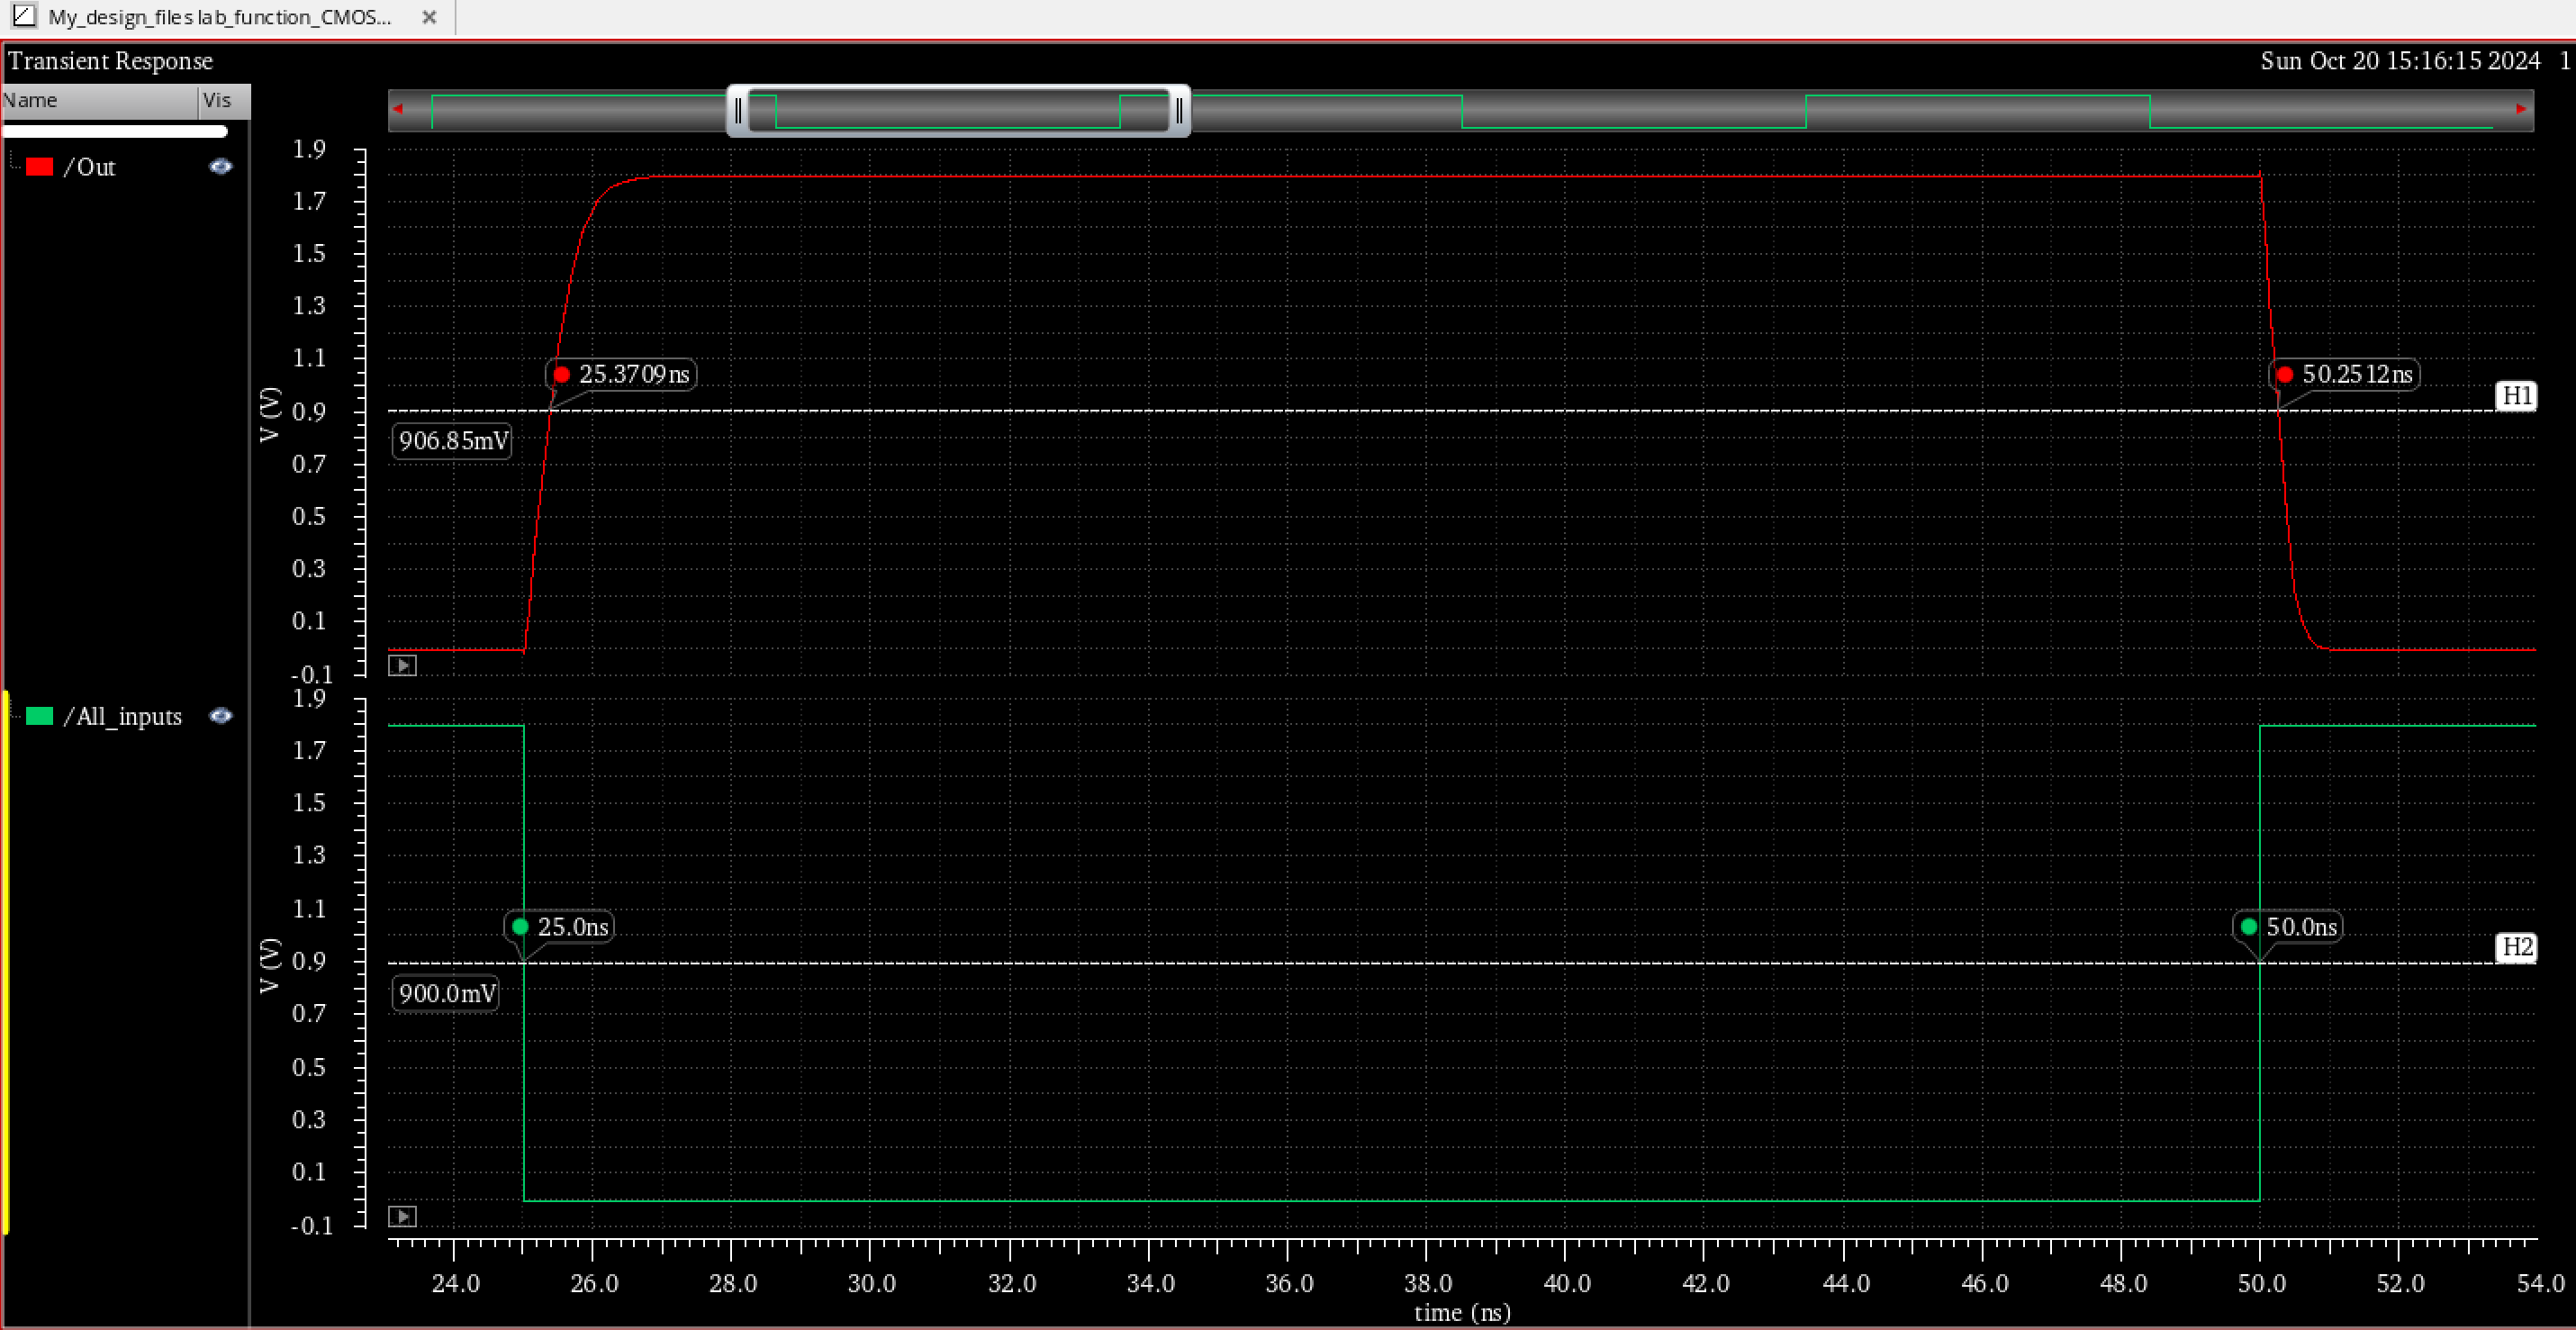 My_design_files lab_function_CMOS...
Transient Response
Sun Oct 20 15:16:15 2024 1
Name Vis
/Out
1.9
1.7
1.5
1.3
1.1
0.9
0.7
0.5
0.3
0.1
-0.1
V (V)
25.3709ns
50.2512ns
H1
906.85mV
/All_inputs
1.9
1.7
1.5
1.3
1.1
0.9
0.7
0.5
0.3
0.1
-0.1
V (V)
25.0ns
50.0ns
H2
900.0mV
24.0 26.0 28.0 30.0 32.0 34.0 36.0 38.0 40.0 42.0 44.0 46.0 48.0 50.0 52.0 54.0
time (ns)